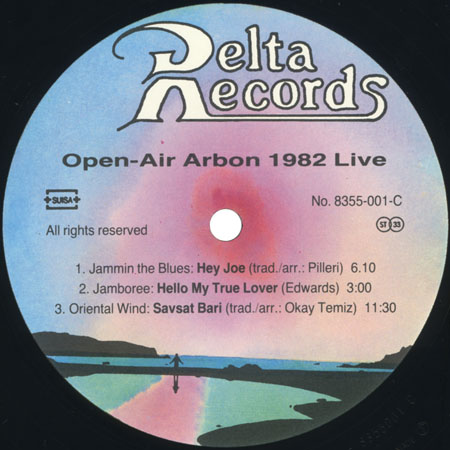 Delta
Records
Open-Air Arbon 1982 Live
SUISA
No. 8355-001-C
ST 33
All rights reserved
1. Jammin the Blues: Hey Joe (trad./arr.: Pilleri) 6.10
2. Jamboree: Hello My True Lover (Edwards) 3:00
3. Oriental Wind: Savsat Bari (trad./arr.: Okay Temiz) 11:30